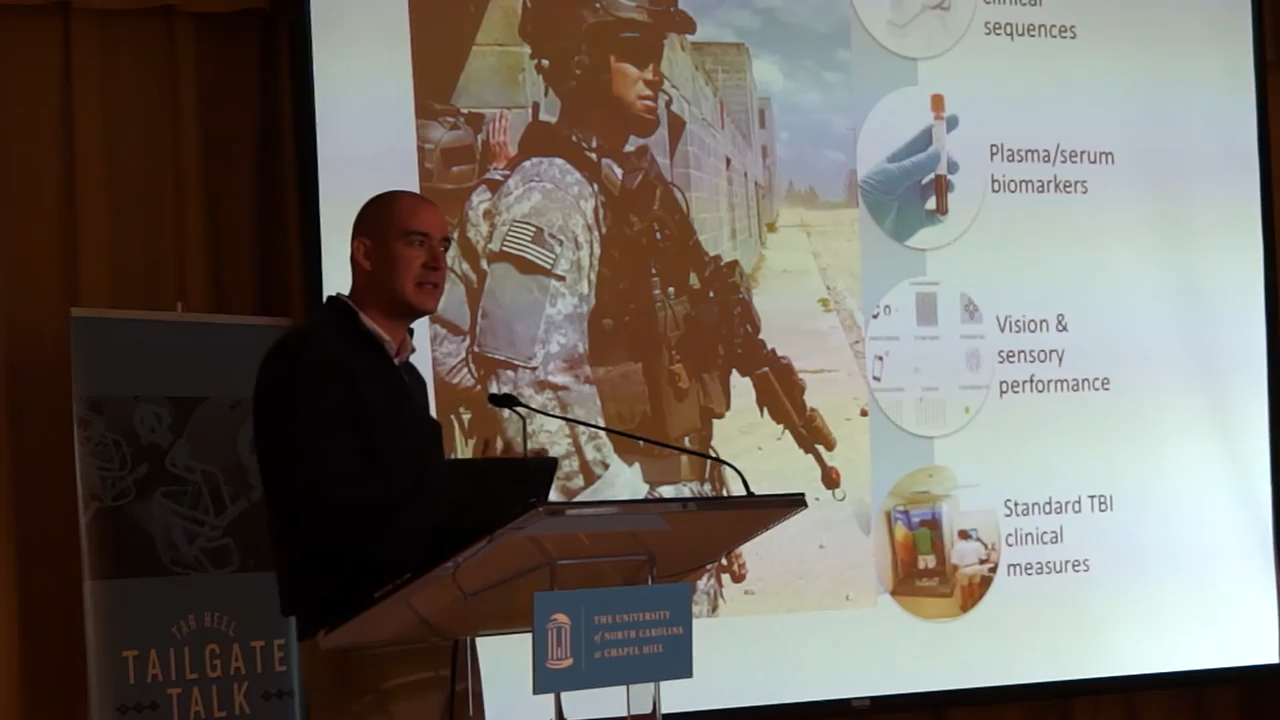 clinical
sequences
Plasma/serum
biomarkers
Vision &
sensory
performance
Standard TBI
clinical
measures
THE UNIVERSITY
of NORTH CAROLINA
at CHAPEL HILL
TAR HEEL
TAILGATE
TALK